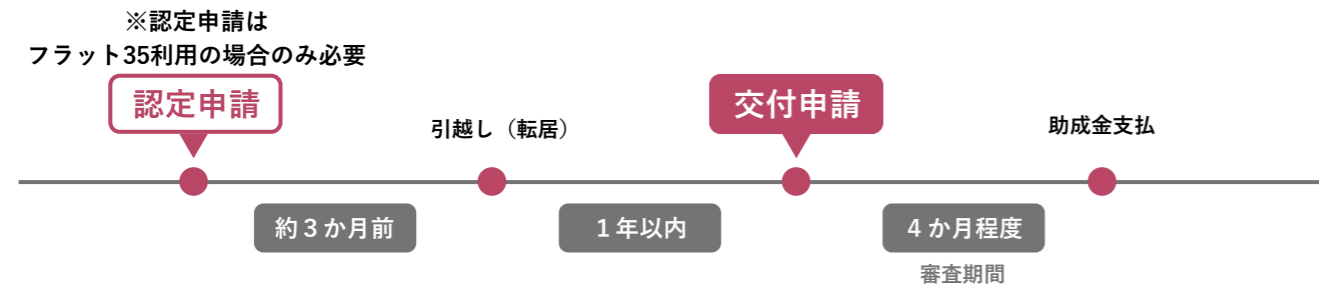 ※認定申請は
フラット35利用の場合のみ必要
認定申請
引越し（転居）
交付申請
助成金支払
約３か月前
１年以内
４か月程度
審査期間